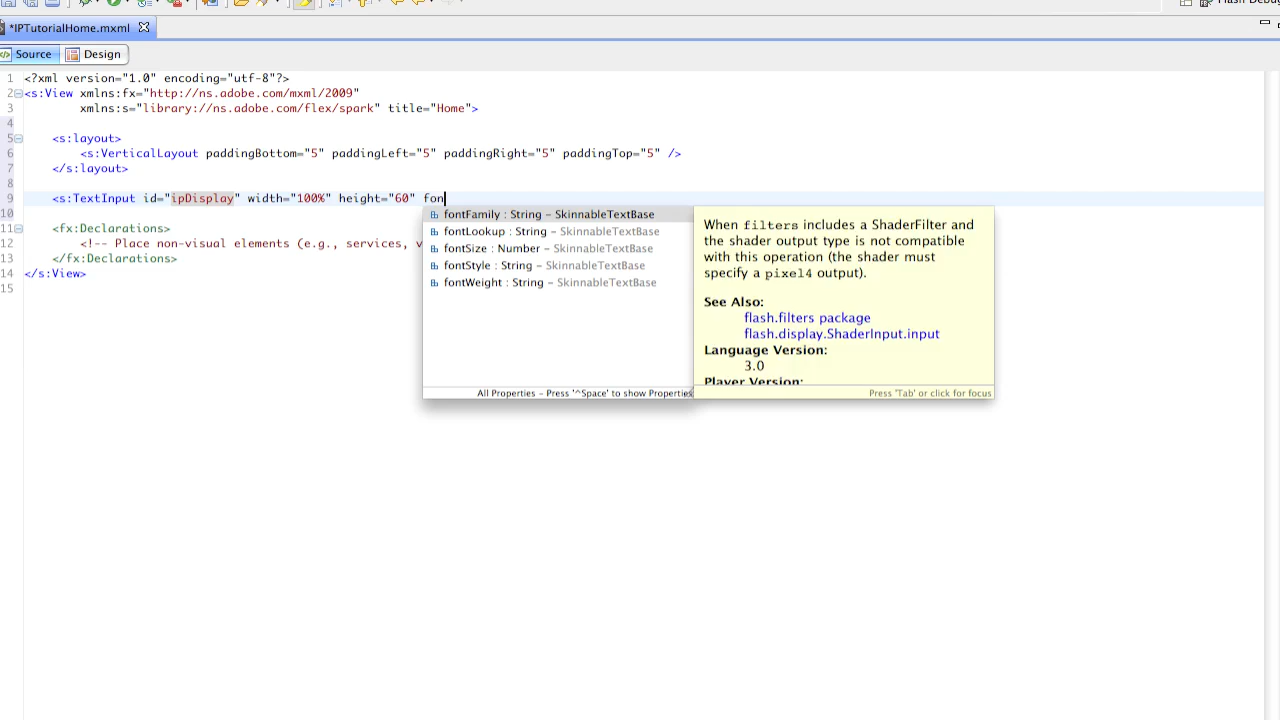 Flash Debug
*IPTutorialHome.mxml
Source Design
1 <?xml version="1.0" encoding="utf-8"?>
2 <s:View xmlns:fx="http://ns.adobe.com/mxml/2009"
3 xmlns:s="library://ns.adobe.com/flex/spark" title="Home">
4
5 <s:layout>
6 <s:VerticalLayout paddingBottom="5" paddingLeft="5" paddingRight="5" paddingTop="5" />
7 </s:layout>
8
9 <s:TextInput id="ipDisplay" width="100%" height="60" fon
10
11 <fx:Declarations>
12 <!-- Place non-visual elements (e.g., services, v
13 </fx:Declarations>
14 </s:View>
15
fontFamily : String – SkinnableTextBase
fontLookup : String – SkinnableTextBase
fontSize : Number – SkinnableTextBase
fontStyle : String – SkinnableTextBase
fontWeight : String – SkinnableTextBase
All Properties – Press '^Space' to show Properties
When filters includes a ShaderFilter and
the shader output type is not compatible
with this operation (the shader must
specify a pixel4 output).
See Also:
flash.filters package
flash.display.ShaderInput.input
Language Version:
3.0
Player Version:
Press 'Tab' or click for focus